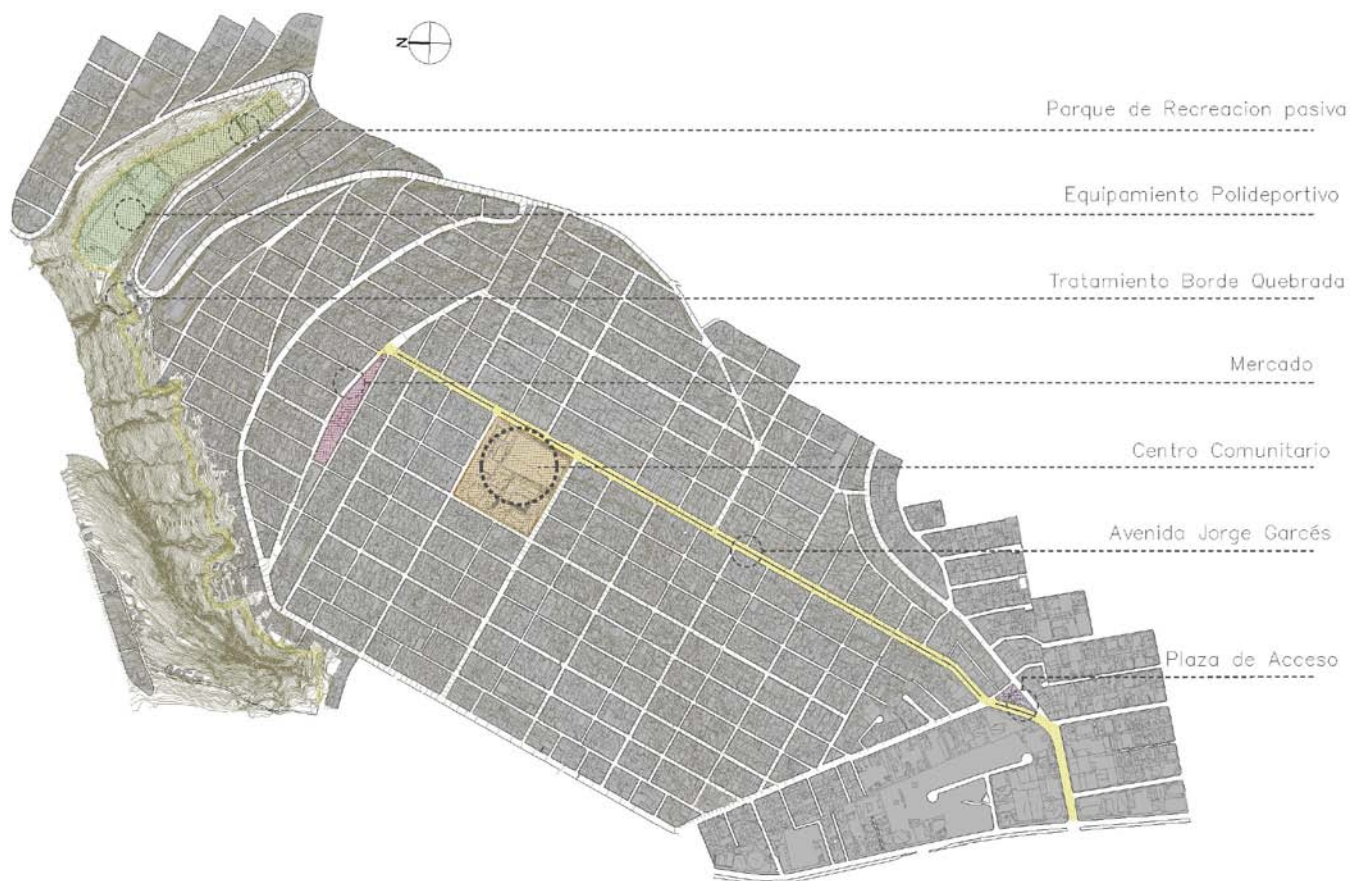 N
Parque de Recreacion pasiva
Equipamiento Polideportivo
Tratamiento Borde Quebrada
Mercado
Centro Comunitario
Avenida Jorge Garcés
Plaza de Acceso